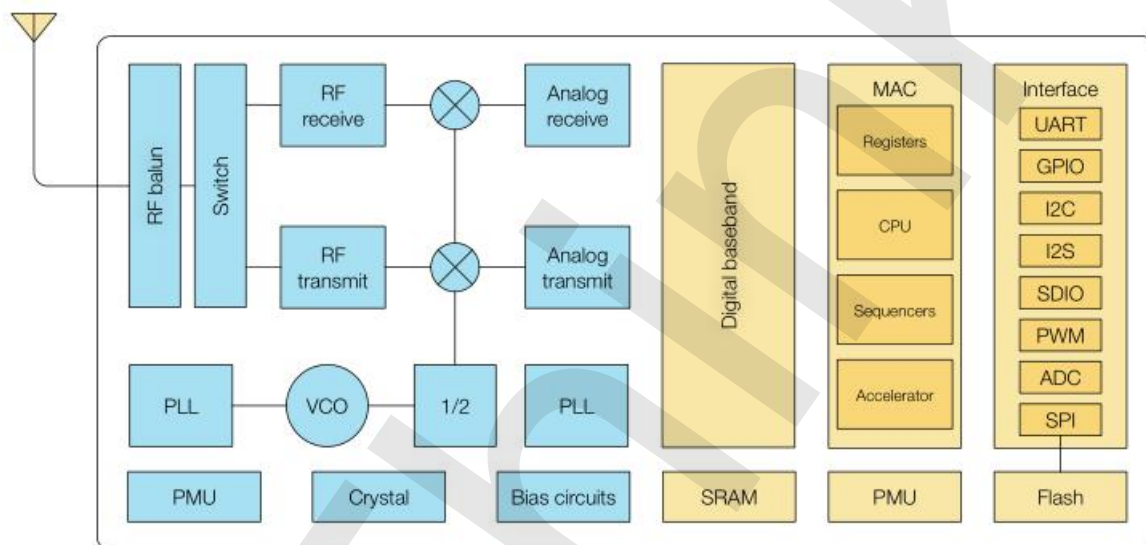 RF balun
Switch
RF
receive
Analog
receive
RF
transmit
Analog
transmit
PLL
VCO
1/2
PLL
PMU
Crystal
Bias circuits
Digital baseband
SRAM
MAC
Registers
CPU
Sequencers
Accelerator
PMU
Interface
UART
GPIO
I2C
I2S
SDIO
PWM
ADC
SPI
Flash